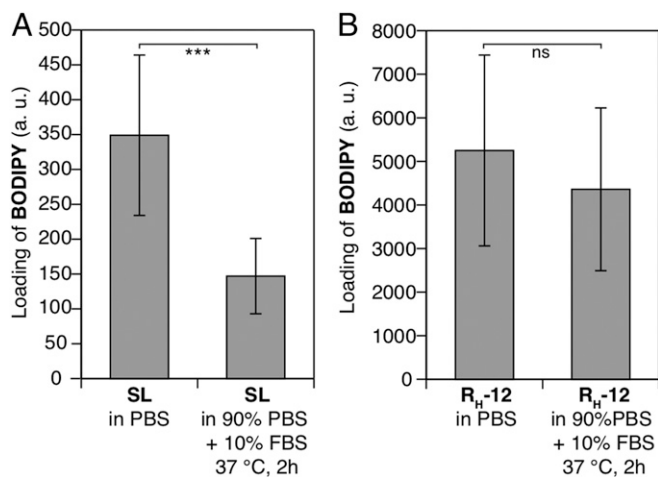 A
Loading of BODIPY (a. u.)
500
450
400
350
300
250
200
150
100
50
0
***
SL
in PBS
SL
in 90% PBS
+ 10% FBS
37 °C, 2h
B
Loading of BODIPY (a. u.)
8000
7000
6000
5000
4000
3000
2000
1000
0
ns
RH-12
in PBS
RH-12
in 90%PBS
+ 10% FBS
37 °C, 2h